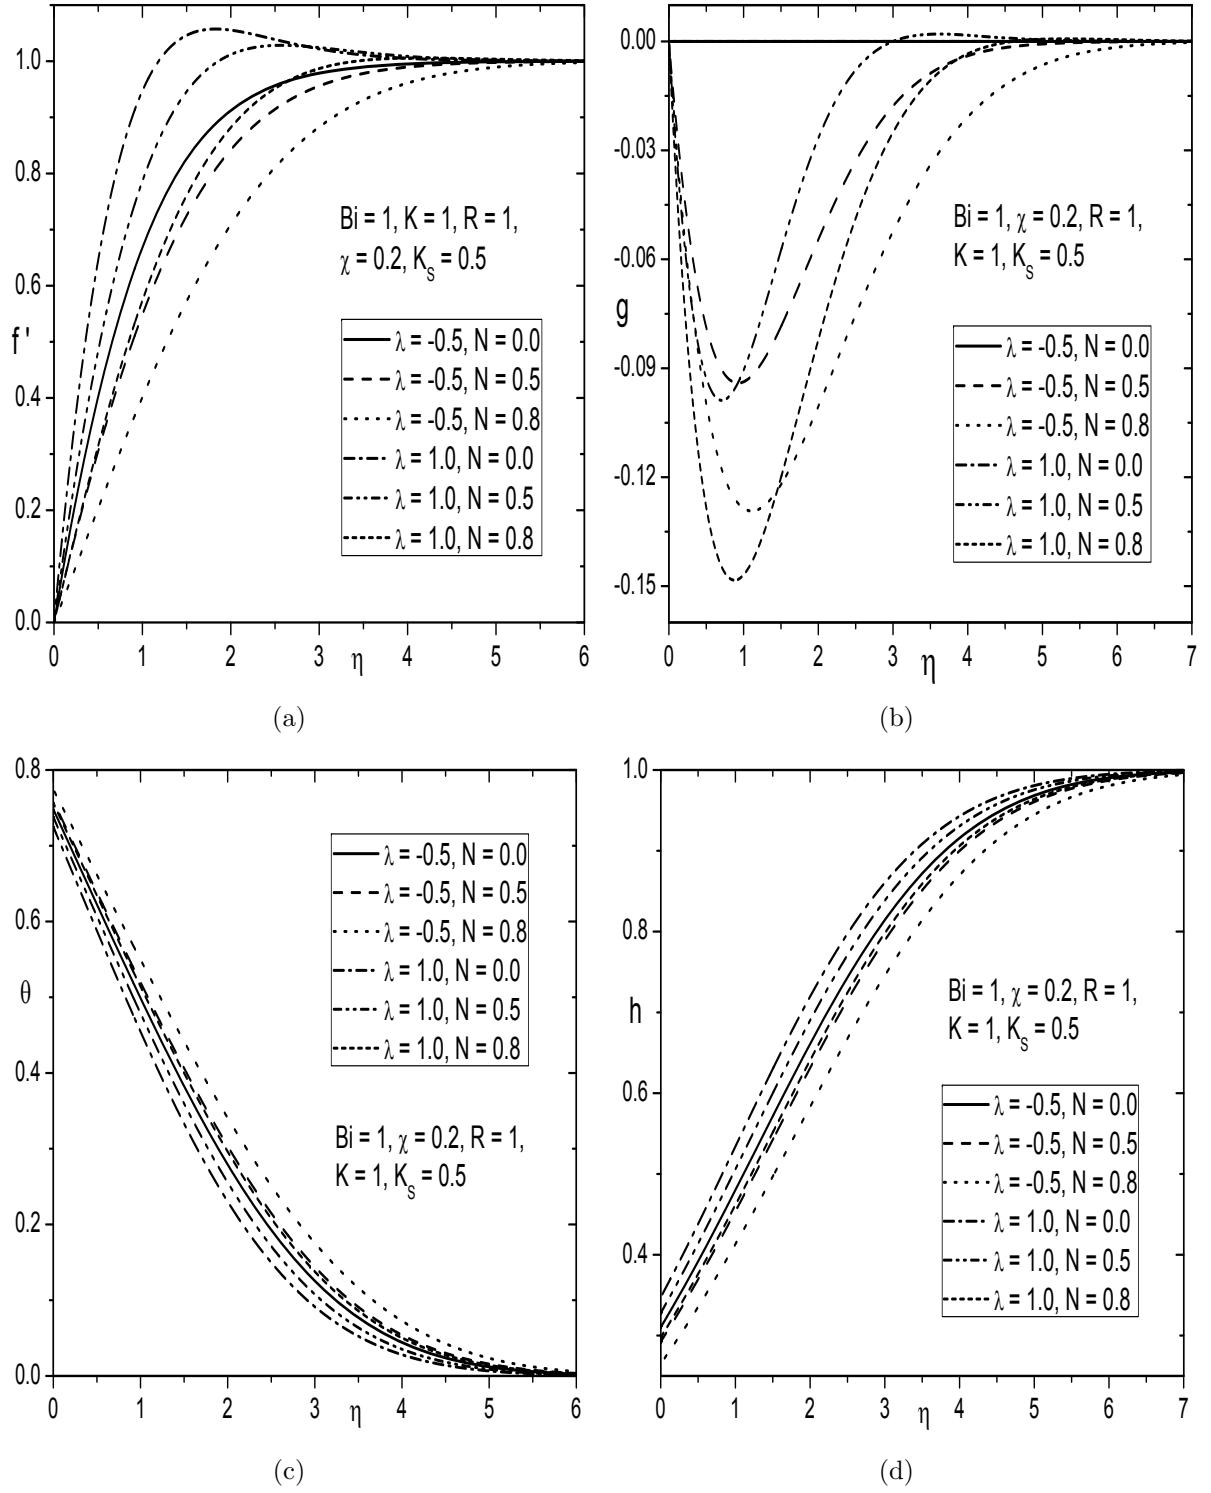 1.0
0.8
0.6
f '
0.4
0.2
0.0
Bi = 1, K = 1, R = 1,
χ = 0.2, K_S = 0.5
λ = -0.5, N = 0.0
λ = -0.5, N = 0.5
λ = -0.5, N = 0.8
λ = 1.0, N = 0.0
λ = 1.0, N = 0.5
λ = 1.0, N = 0.8
0 1 2 3 η 4 5 6
(a)
0.00
-0.03
-0.06
g
-0.09
-0.12
-0.15
Bi = 1, χ = 0.2, R = 1,
K = 1, K_S = 0.5
λ = -0.5, N = 0.0
λ = -0.5, N = 0.5
λ = -0.5, N = 0.8
λ = 1.0, N = 0.0
λ = 1.0, N = 0.5
λ = 1.0, N = 0.8
0 1 2 3 η 4 5 6 7
(b)
0.8
0.6
θ
0.4
0.2
0.0
λ = -0.5, N = 0.0
λ = -0.5, N = 0.5
λ = -0.5, N = 0.8
λ = 1.0, N = 0.0
λ = 1.0, N = 0.5
λ = 1.0, N = 0.8
Bi = 1, χ = 0.2, R = 1,
K = 1, K_S = 0.5
0 1 2 3 η 4 5 6
(c)
1.0
0.8
h
0.6
0.4
Bi = 1, χ = 0.2, R = 1,
K = 1, K_S = 0.5
λ = -0.5, N = 0.0
λ = -0.5, N = 0.5
λ = -0.5, N = 0.8
λ = 1.0, N = 0.0
λ = 1.0, N = 0.5
λ = 1.0, N = 0.8
0 1 2 3 η 4 5 6 7
(d)